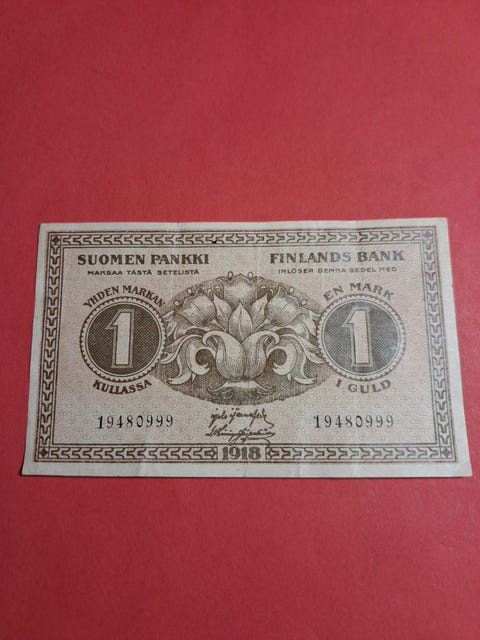 SUOMEN PANKKI
MAKSAA TÄSTÄ SETELISTÄ
FINLANDS BANK
INLÖSER DENNA SEDEL MED
YHDEN MARKAN
1
KULLASSA
EN MARK
1
I GULD
19480999
19480999
1918